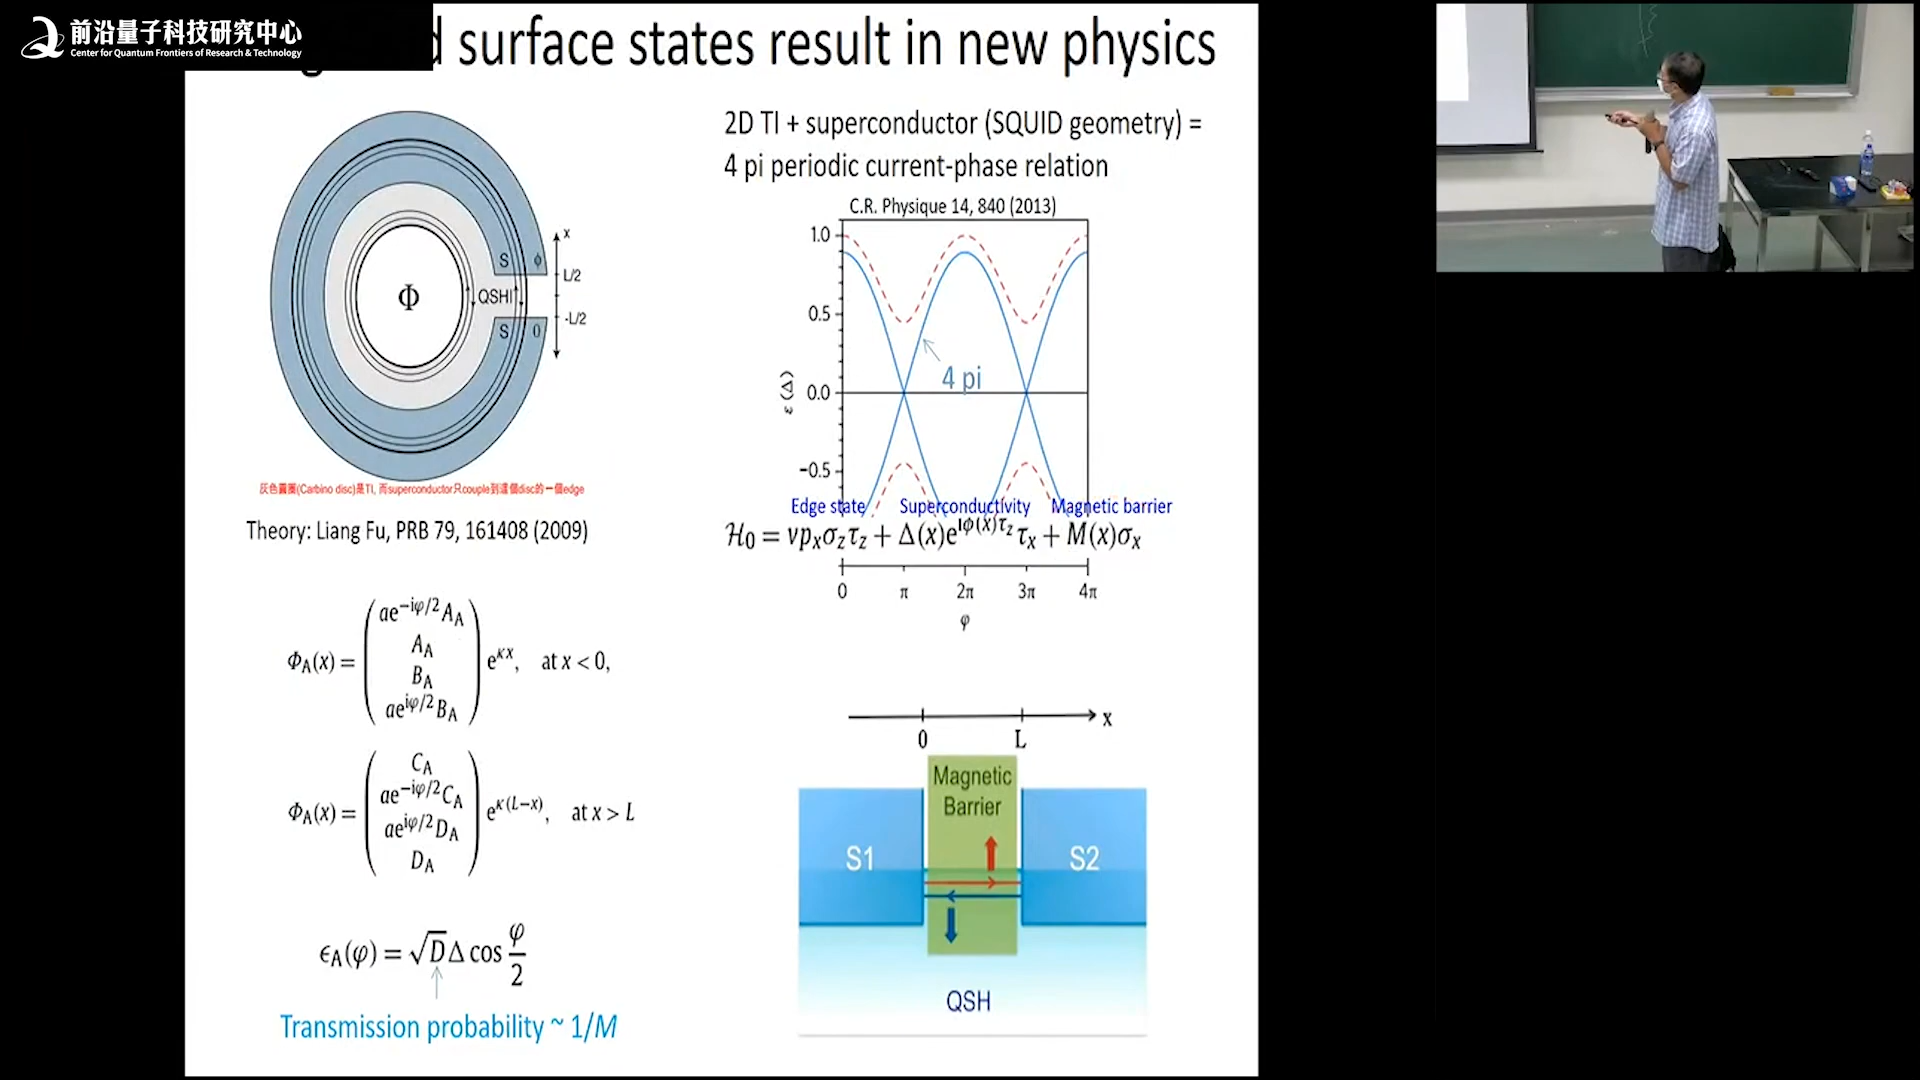 前沿量子科技研究中心
Center for Quantum Frontiers of Research & Technology
surface states result in new physics
2D TI + superconductor (SQUID geometry) =
4 pi periodic current-phase relation
C.R. Physique 14, 840 (2013)
Φ
S ϕ
QSHI
S 0
x
L/2
-L/2
灰色圓圈(Carbino disc)是TI, 而superconductor只couple到這個disc的一個edge
Theory: Liang Fu, PRB 79, 161408 (2009)
1.0
0.5
0.0
−0.5
ε (Δ)
4 pi
Edge state Superconductivity Magnetic barrier
ℋ₀ = νpₓσ_zτ_z + Δ(x)e^{iϕ(x)τ_z}τₓ + M(x)σₓ
0 π 2π 3π 4π
φ
Φ_A(x) = (ae^{−iφ/2}A_A
A_A
B_A
ae^{iφ/2}B_A) e^{κx}, at x < 0,
Φ_A(x) = (C_A
ae^{−iφ/2}C_A
ae^{iφ/2}D_A
D_A) e^{κ(L−x)}, at x > L
ϵ_A(φ) = √D Δ cos φ/2
Transmission probability ~ 1/M
x
0 L
Magnetic
Barrier
S1 S2
QSH